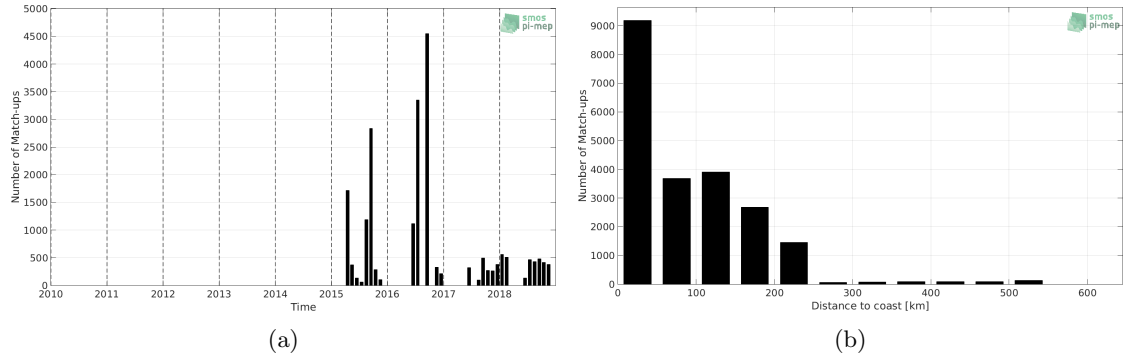 smos
pi-mep
Number of Match-ups
5000
4500
4000
3500
3000
2500
2000
1500
1000
500
0
2010 2011 2012 2013 2014 2015 2016 2017 2018
Time
(a)
smos
pi-mep
Number of Match-ups
9000
8000
7000
6000
5000
4000
3000
2000
1000
0
0 100 200 300 400 500 600
Distance to coast [km]
(b)